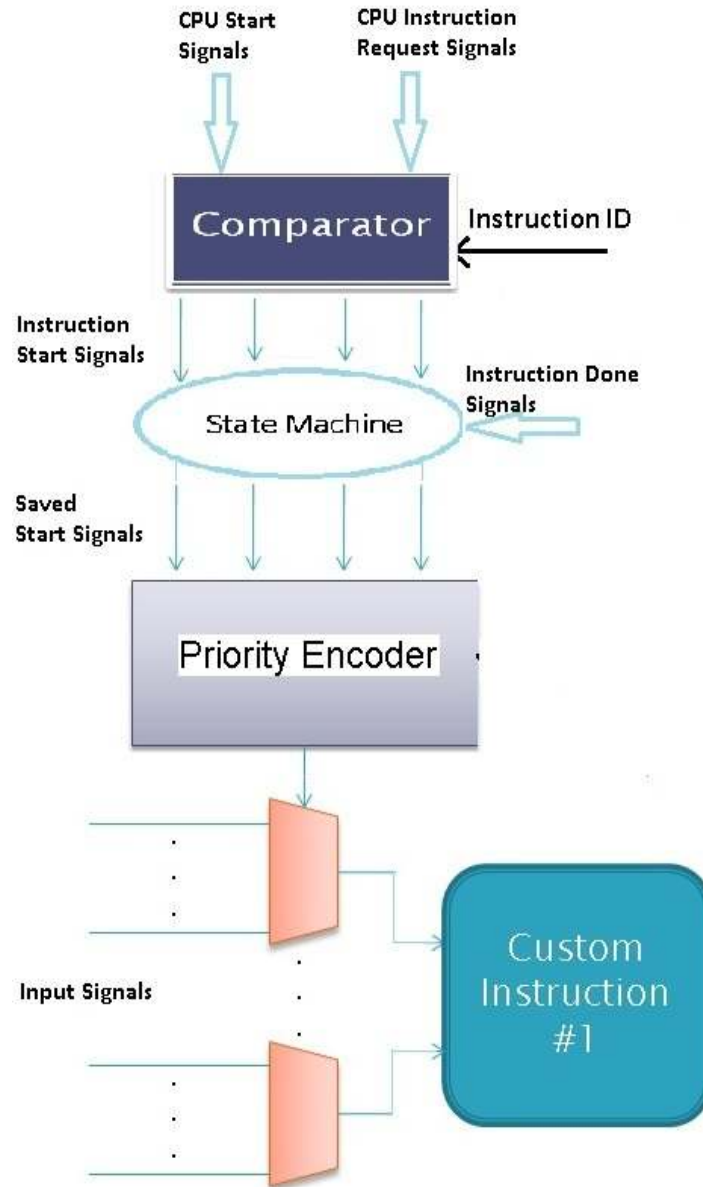 CPU Start
Signals
CPU Instruction
Request Signals
Comparator
Instruction ID
Instruction
Start Signals
Instruction Done
Signals
State Machine
Saved
Start Signals
Priority Encoder
Input Signals
Custom
Instruction
#1